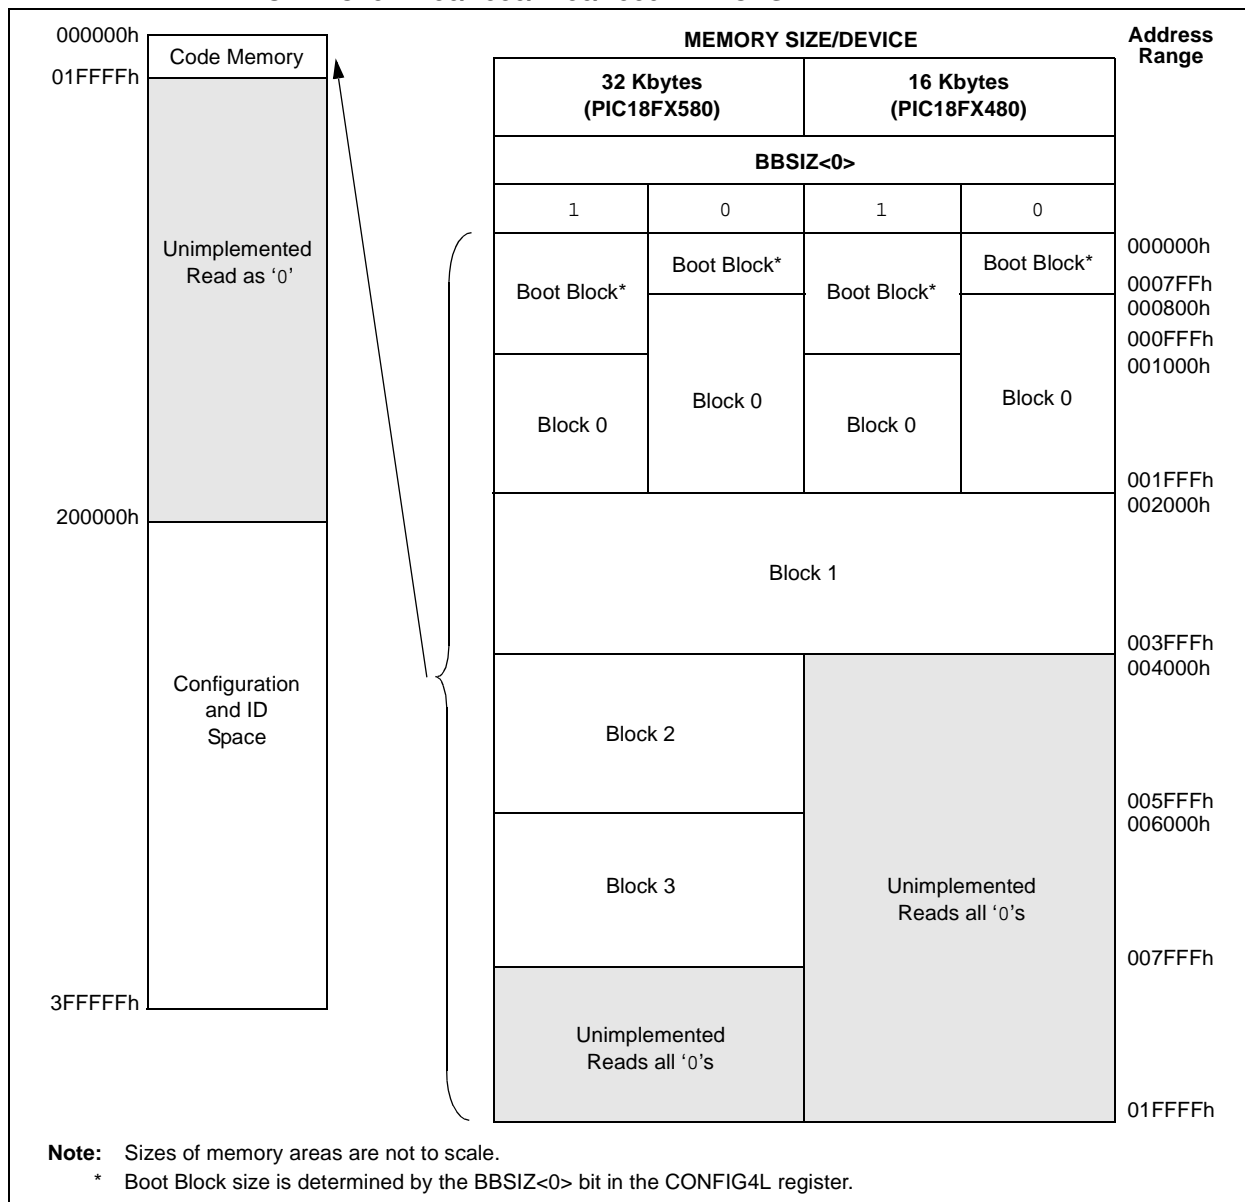 000000h
Code Memory
01FFFFh
Unimplemented
Read as ‘0’
200000h
Configuration
and ID
Space
3FFFFFh
MEMORY SIZE/DEVICE
Address
Range
32 Kbytes
(PIC18FX580)
16 Kbytes
(PIC18FX480)
BBSIZ<0>
1 0 1 0
Boot Block*
Boot Block*
Boot Block*
Boot Block*
000000h
0007FFh
000800h
000FFFh
001000h
Block 0
Block 0
Block 0
Block 0
001FFFh
002000h
Block 1
003FFFh
004000h
Block 2
005FFFh
006000h
Block 3
Unimplemented
Reads all ‘0’s
007FFFh
Unimplemented
Reads all ‘0’s
01FFFFh
Note: Sizes of memory areas are not to scale.
* Boot Block size is determined by the BBSIZ<0> bit in the CONFIG4L register.